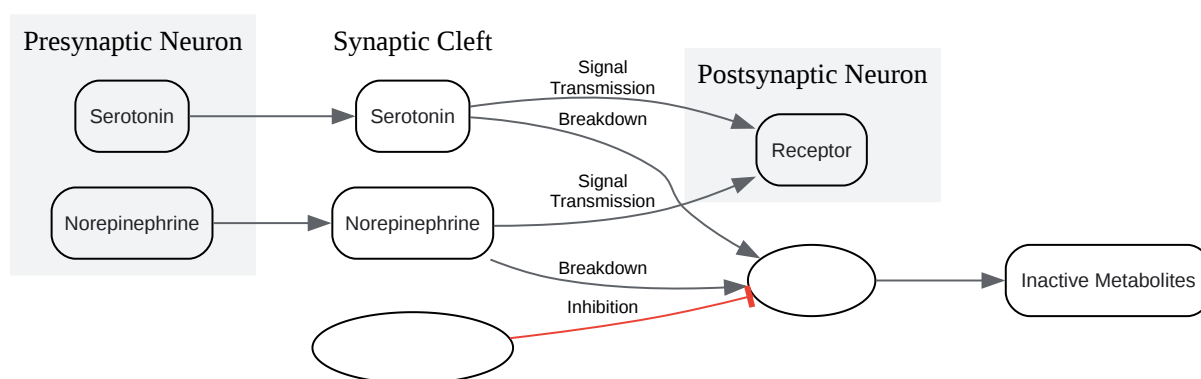 Presynaptic Neuron
Serotonin
Norepinephrine
Synaptic Cleft
Serotonin
Norepinephrine
Signal
Transmission
Breakdown
Signal
Transmission
Breakdown
Inhibition
Postsynaptic Neuron
Receptor
Inactive Metabolites